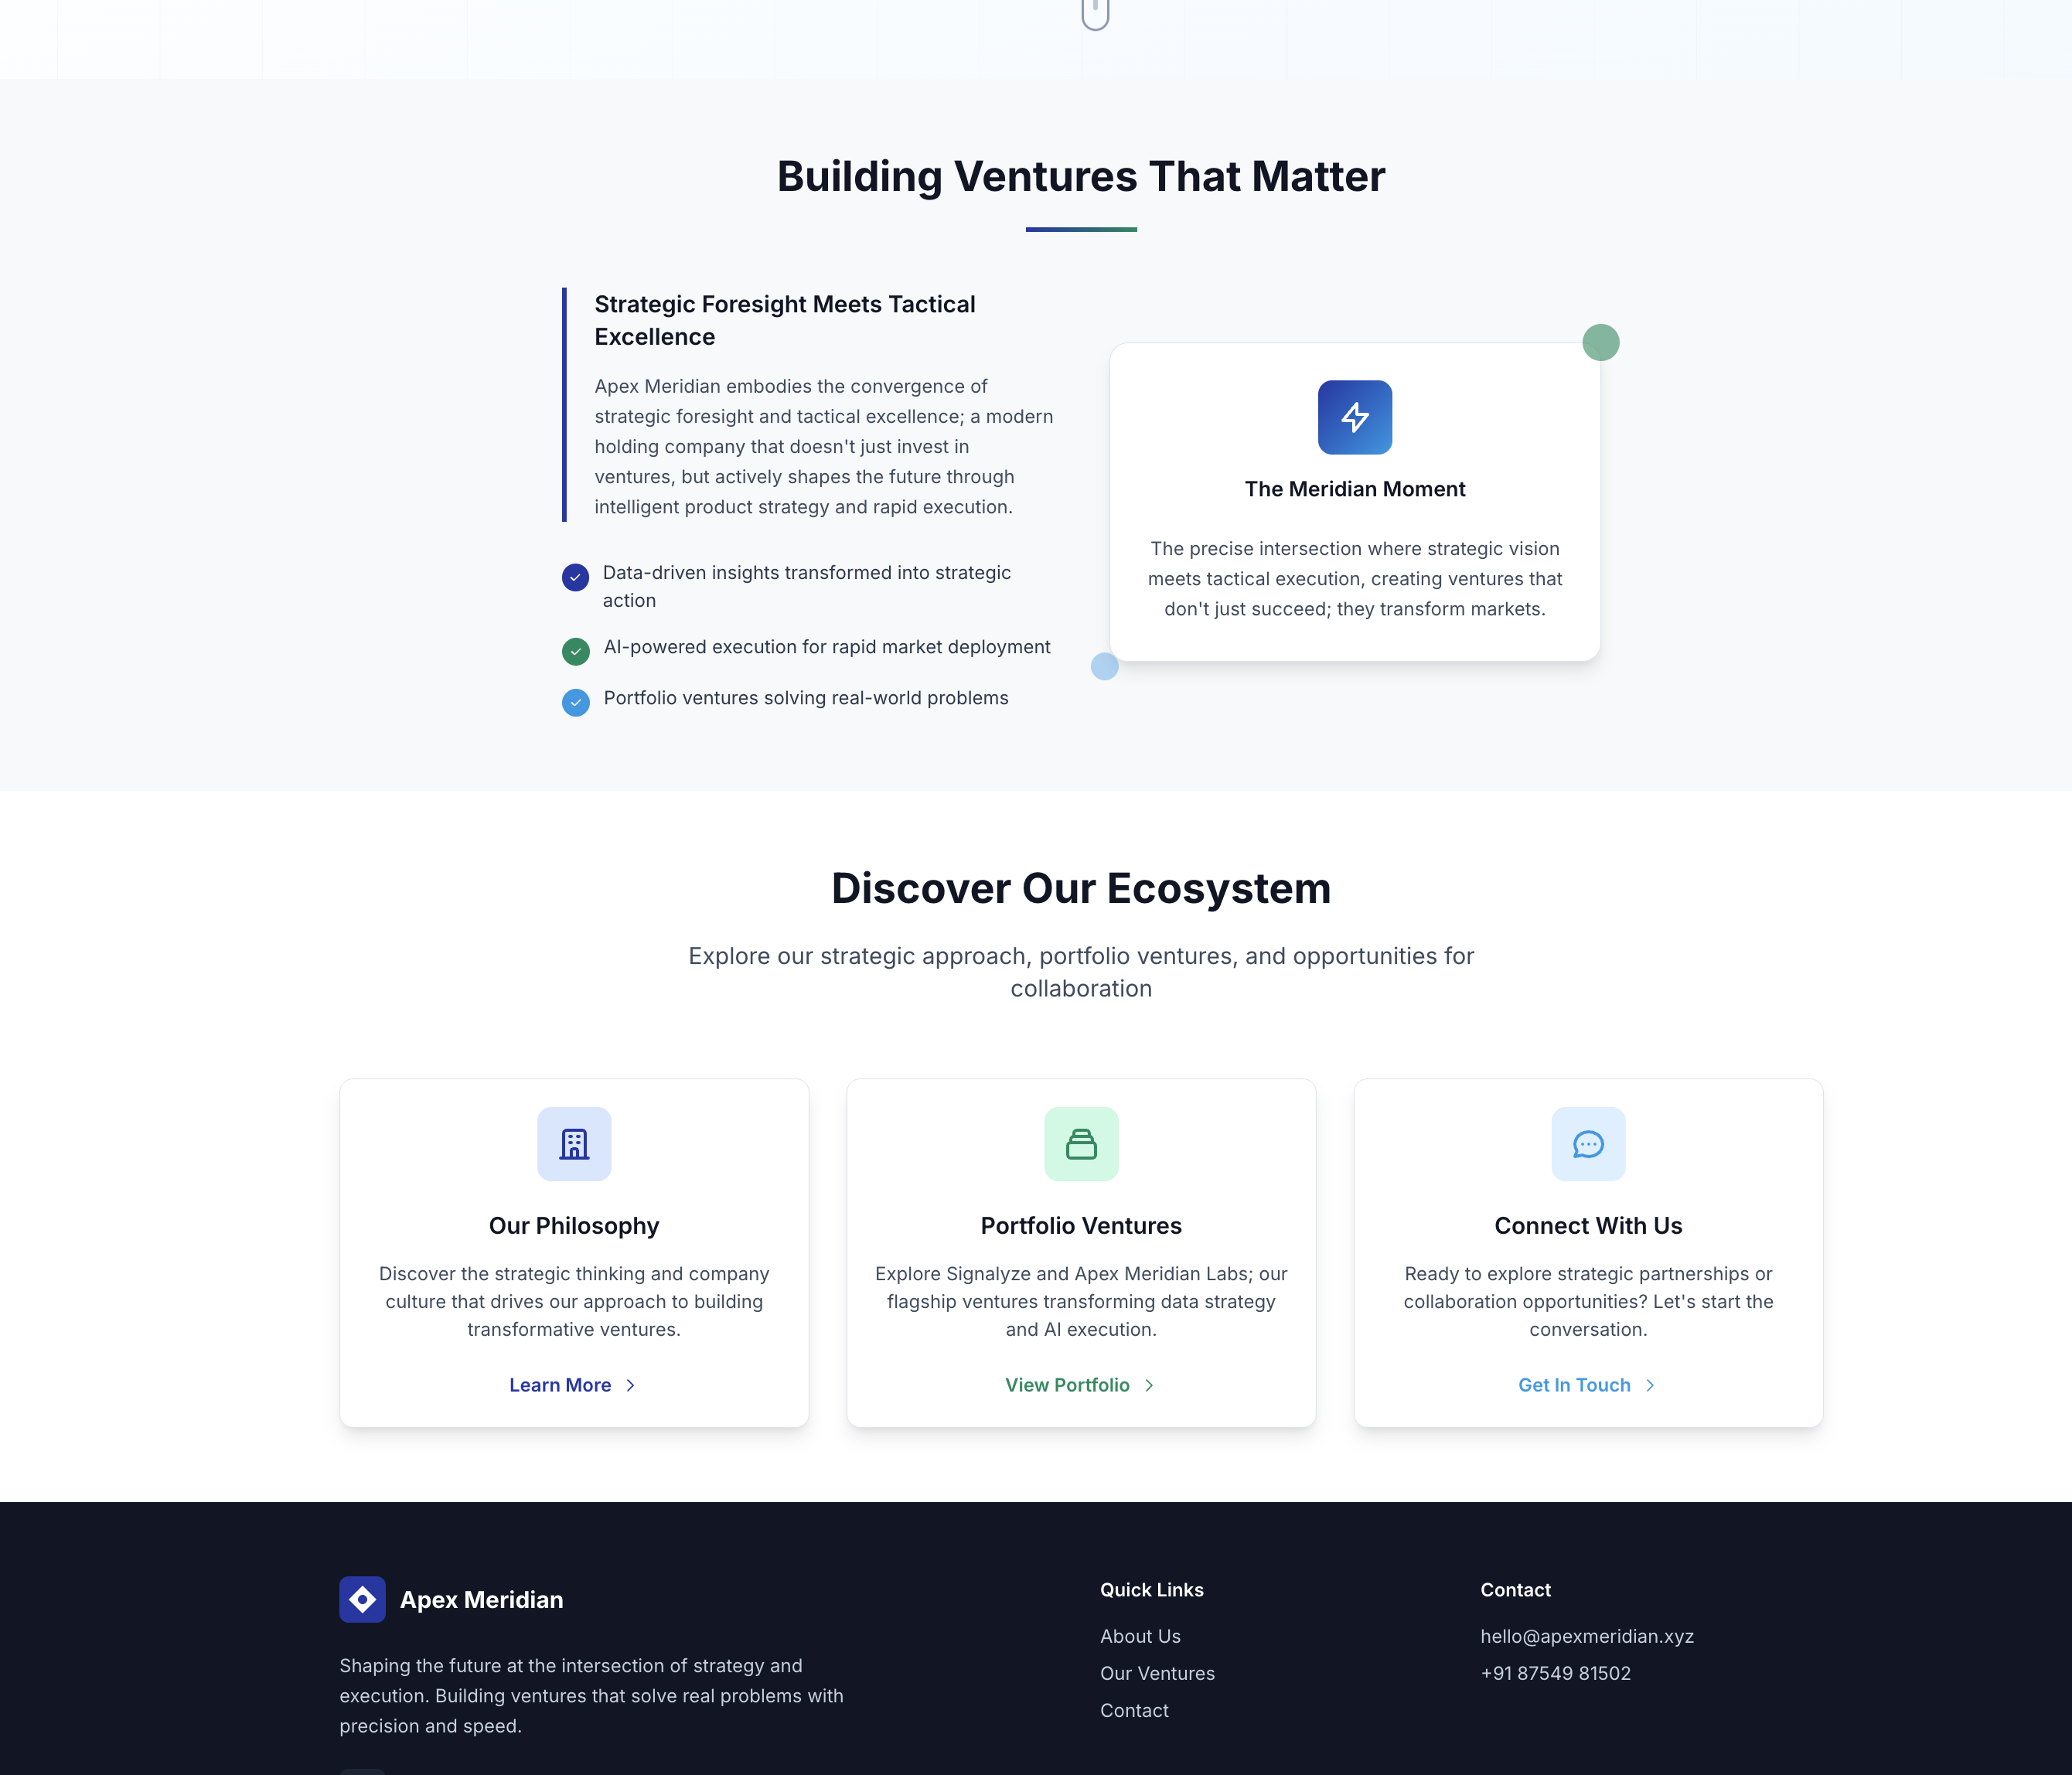 Building Ventures That Matter
Strategic Foresight Meets Tactical
Excellence
Apex Meridian embodies the convergence of
strategic foresight and tactical excellence; a modern
holding company that doesn't just invest in
ventures, but actively shapes the future through
intelligent product strategy and rapid execution.
Data-driven insights transformed into strategic
action
AI-powered execution for rapid market deployment
Portfolio ventures solving real-world problems
The Meridian Moment
The precise intersection where strategic vision
meets tactical execution, creating ventures that
don't just succeed; they transform markets.
Discover Our Ecosystem
Explore our strategic approach, portfolio ventures, and opportunities for
collaboration
Our Philosophy
Discover the strategic thinking and company
culture that drives our approach to building
transformative ventures.
Learn More
Portfolio Ventures
Explore Signalyze and Apex Meridian Labs; our
flagship ventures transforming data strategy
and AI execution.
View Portfolio
Connect With Us
Ready to explore strategic partnerships or
collaboration opportunities? Let's start the
conversation.
Get In Touch
Apex Meridian
Shaping the future at the intersection of strategy and
execution. Building ventures that solve real problems with
precision and speed.
Quick Links
About Us
Our Ventures
Contact
Contact
hello@apexmeridian.xyz
+91 87549 81502